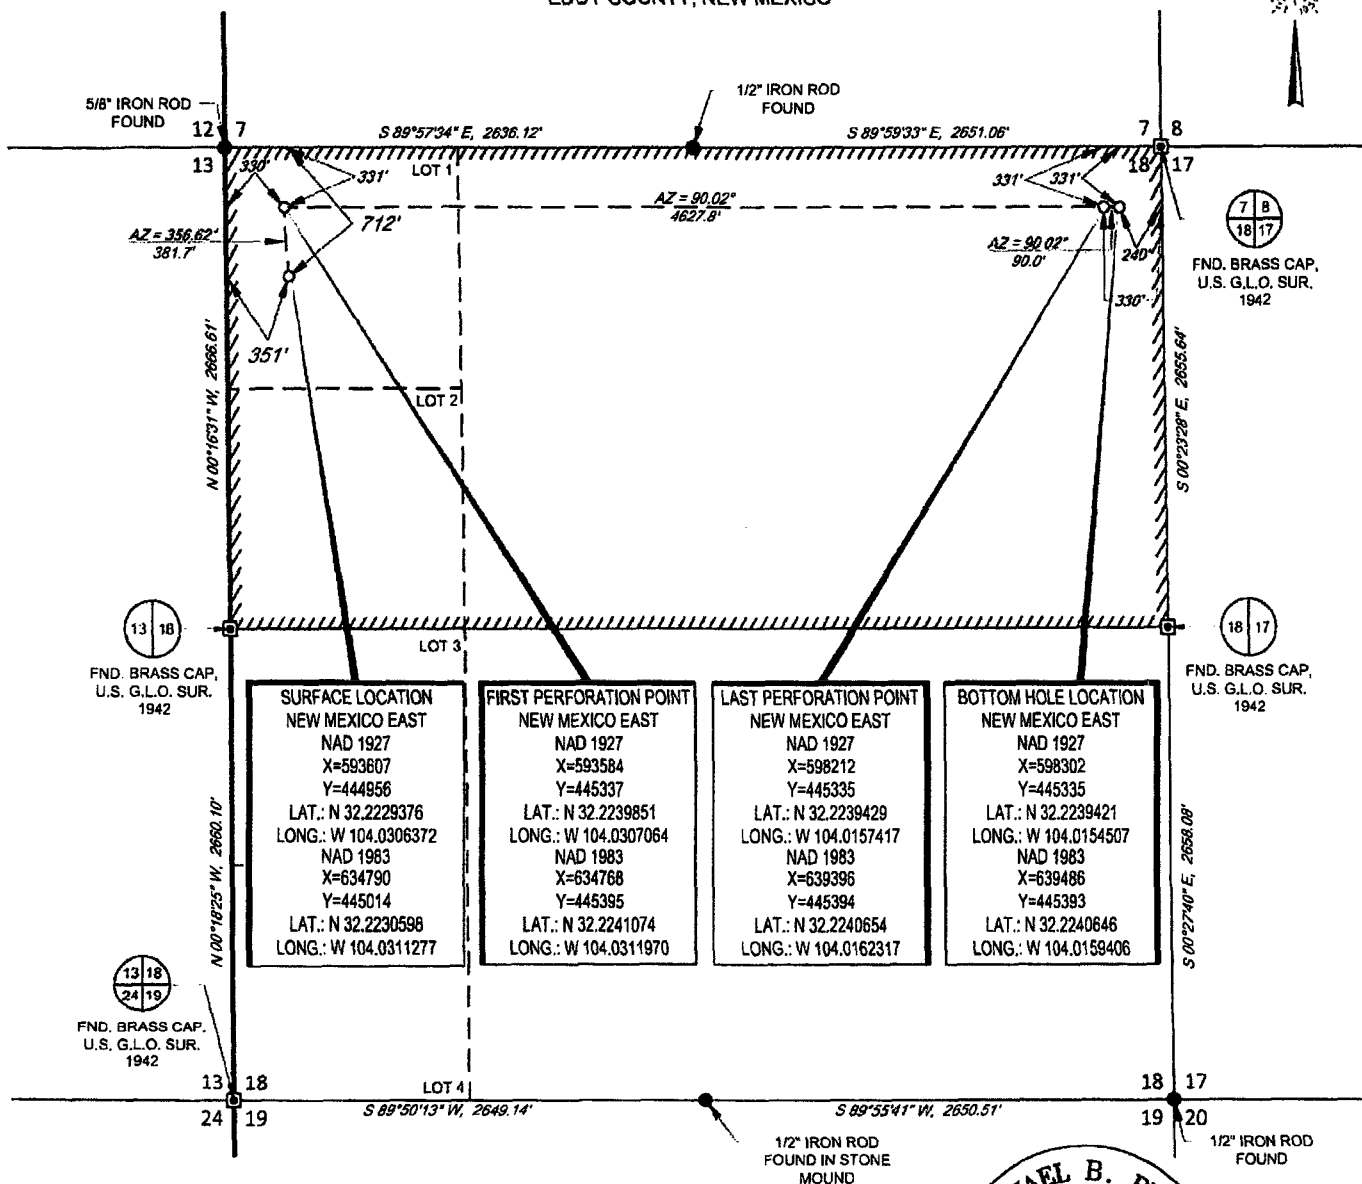 EDDY COUNTY, NEW MEXICO
5/8" IRON ROD
FOUND
1/2" IRON ROD
FOUND
12 7
13
S 89°57'34" E, 2636.12'
S 89°59'33" E, 2651.06'
7 8
18 17
LOT 1
330'
331'
712'
AZ = 90.02°
4627.8'
331'
331'
AZ = 356.62°
381.7'
AZ = 90.02°
90.0'
240'
330'
351'
7 8
18 17
FND. BRASS CAP,
U.S. G.L.O. SUR.
1942
N 00°16'31" W, 2666.61'
S 00°23'28" E, 2655.64'
LOT 2
13 18
FND. BRASS CAP,
U.S. G.L.O. SUR.
1942
LOT 3
18 17
FND. BRASS CAP,
U.S. G.L.O. SUR.
1942
SURFACE LOCATION
NEW MEXICO EAST
NAD 1927
X=593607
Y=444956
LAT.: N 32.2229376
LONG.: W 104.0306372
NAD 1983
X=634790
Y=445014
LAT.: N 32.2230598
LONG.: W 104.0311277
FIRST PERFORATION POINT
NEW MEXICO EAST
NAD 1927
X=593584
Y=445337
LAT.: N 32.2239851
LONG.: W 104.0307064
NAD 1983
X=634768
Y=445395
LAT.: N 32.2241074
LONG.: W 104.0311970
LAST PERFORATION POINT
NEW MEXICO EAST
NAD 1927
X=598212
Y=445335
LAT.: N 32.2239429
LONG.: W 104.0157417
NAD 1983
X=639396
Y=445394
LAT.: N 32.2240654
LONG.: W 104.0162317
BOTTOM HOLE LOCATION
NEW MEXICO EAST
NAD 1927
X=598302
Y=445335
LAT.: N 32.2239421
LONG.: W 104.0154507
NAD 1983
X=639486
Y=445393
LAT.: N 32.2240646
LONG.: W 104.0159406
N 00°18'25" W, 2660.10'
S 00°27'40" E, 2658.08'
13 18
24 19
FND. BRASS CAP.
U.S. G.L.O. SUR.
1942
13 18
24 19
LOT 4
S 89°50'13" W, 2649.14'
S 89°55'41" W, 2650.51'
18 17
19 20
1/2" IRON ROD
FOUND IN STONE
MOUND
1/2" IRON ROD
FOUND
B.